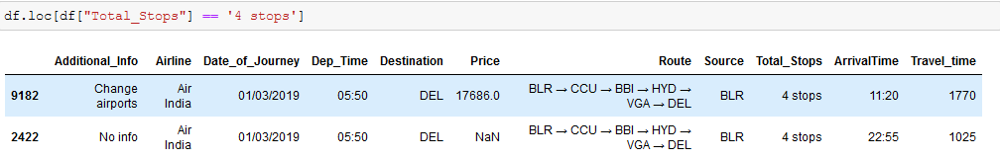 df.loc[df["Total_Stops"] == '4 stops']
Additional_Info Airline Date_of_Journey Dep_Time Destination Price Route Source Total_Stops ArrivalTime Travel_time
9182 Change airports Air India 01/03/2019 05:50 DEL 17686.0 BLR → CCU → BBI → HYD → VGA → DEL BLR 4 stops 11:20 1770
2422 No info Air India 01/03/2019 05:50 DEL NaN BLR → CCU → BBI → HYD → VGA → DEL BLR 4 stops 22:55 1025